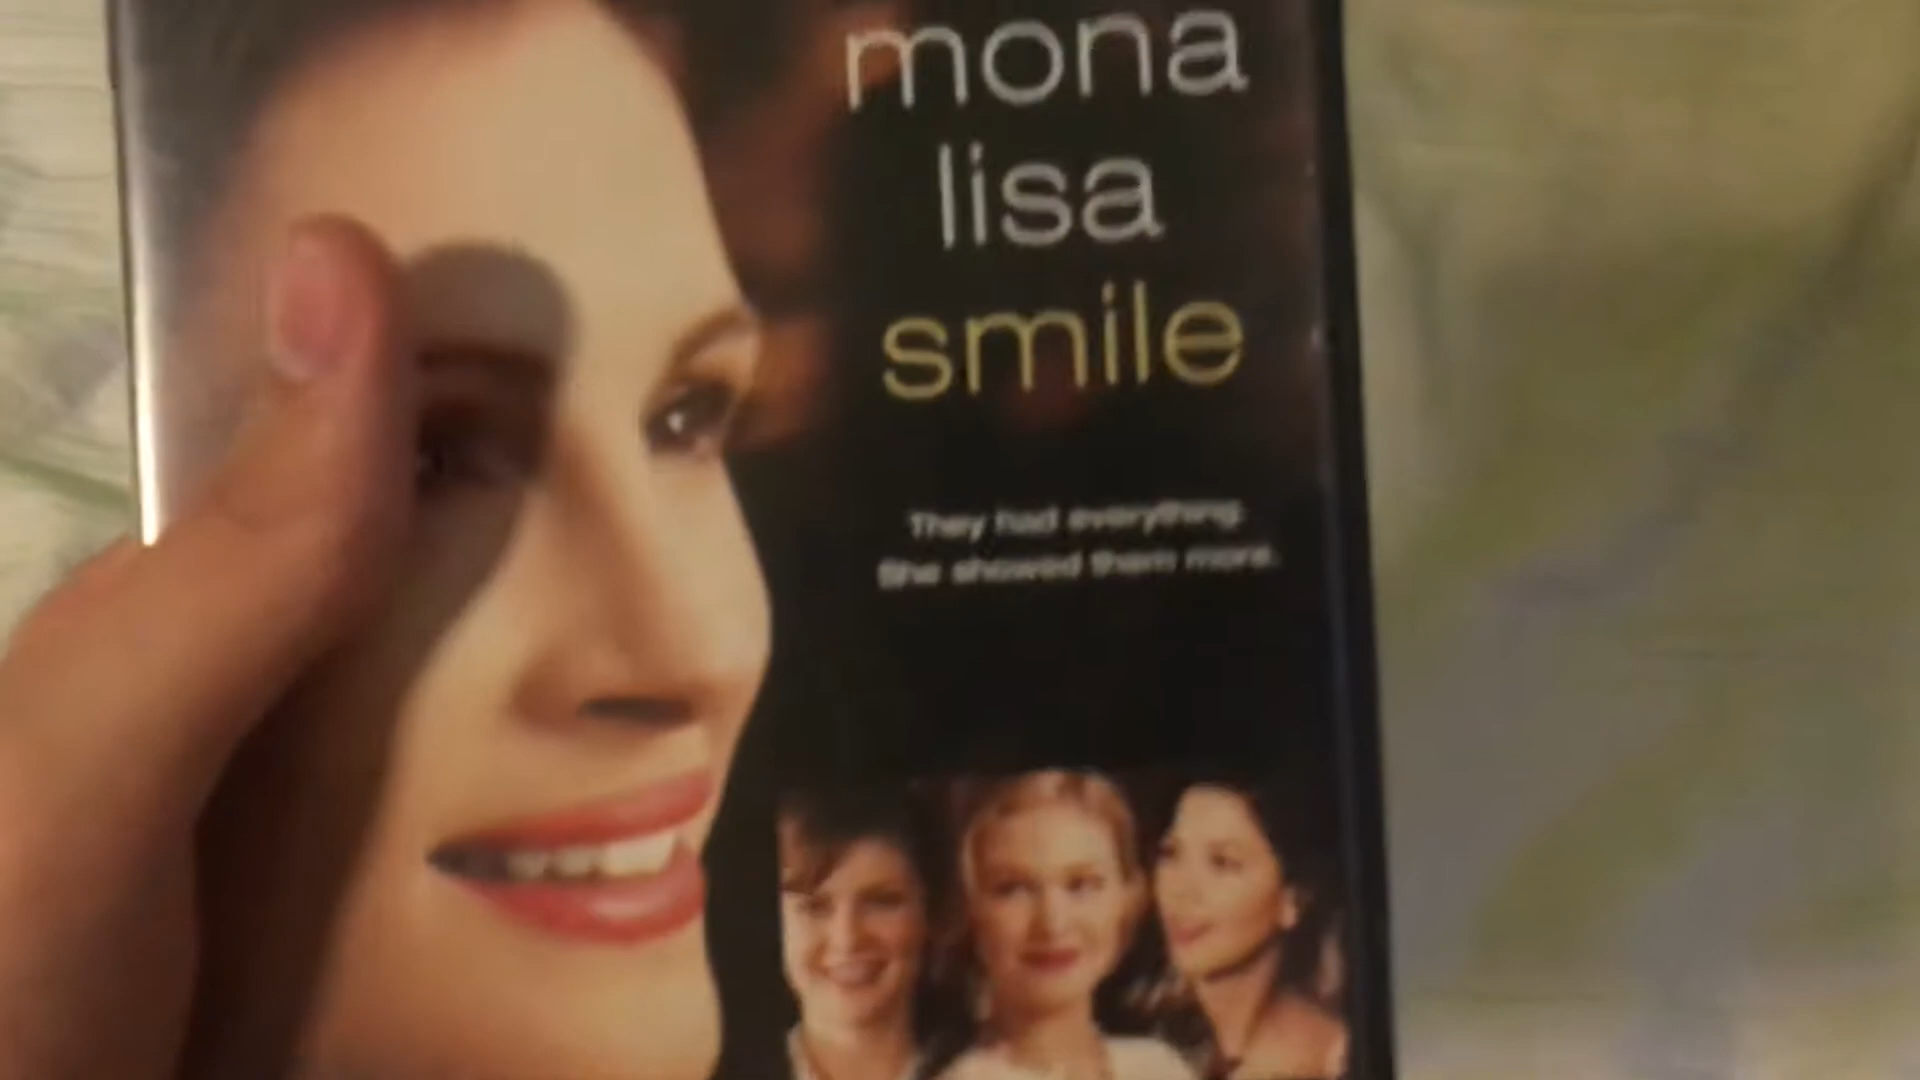 mona
lisa
smile
They had everything.
She showed them more.